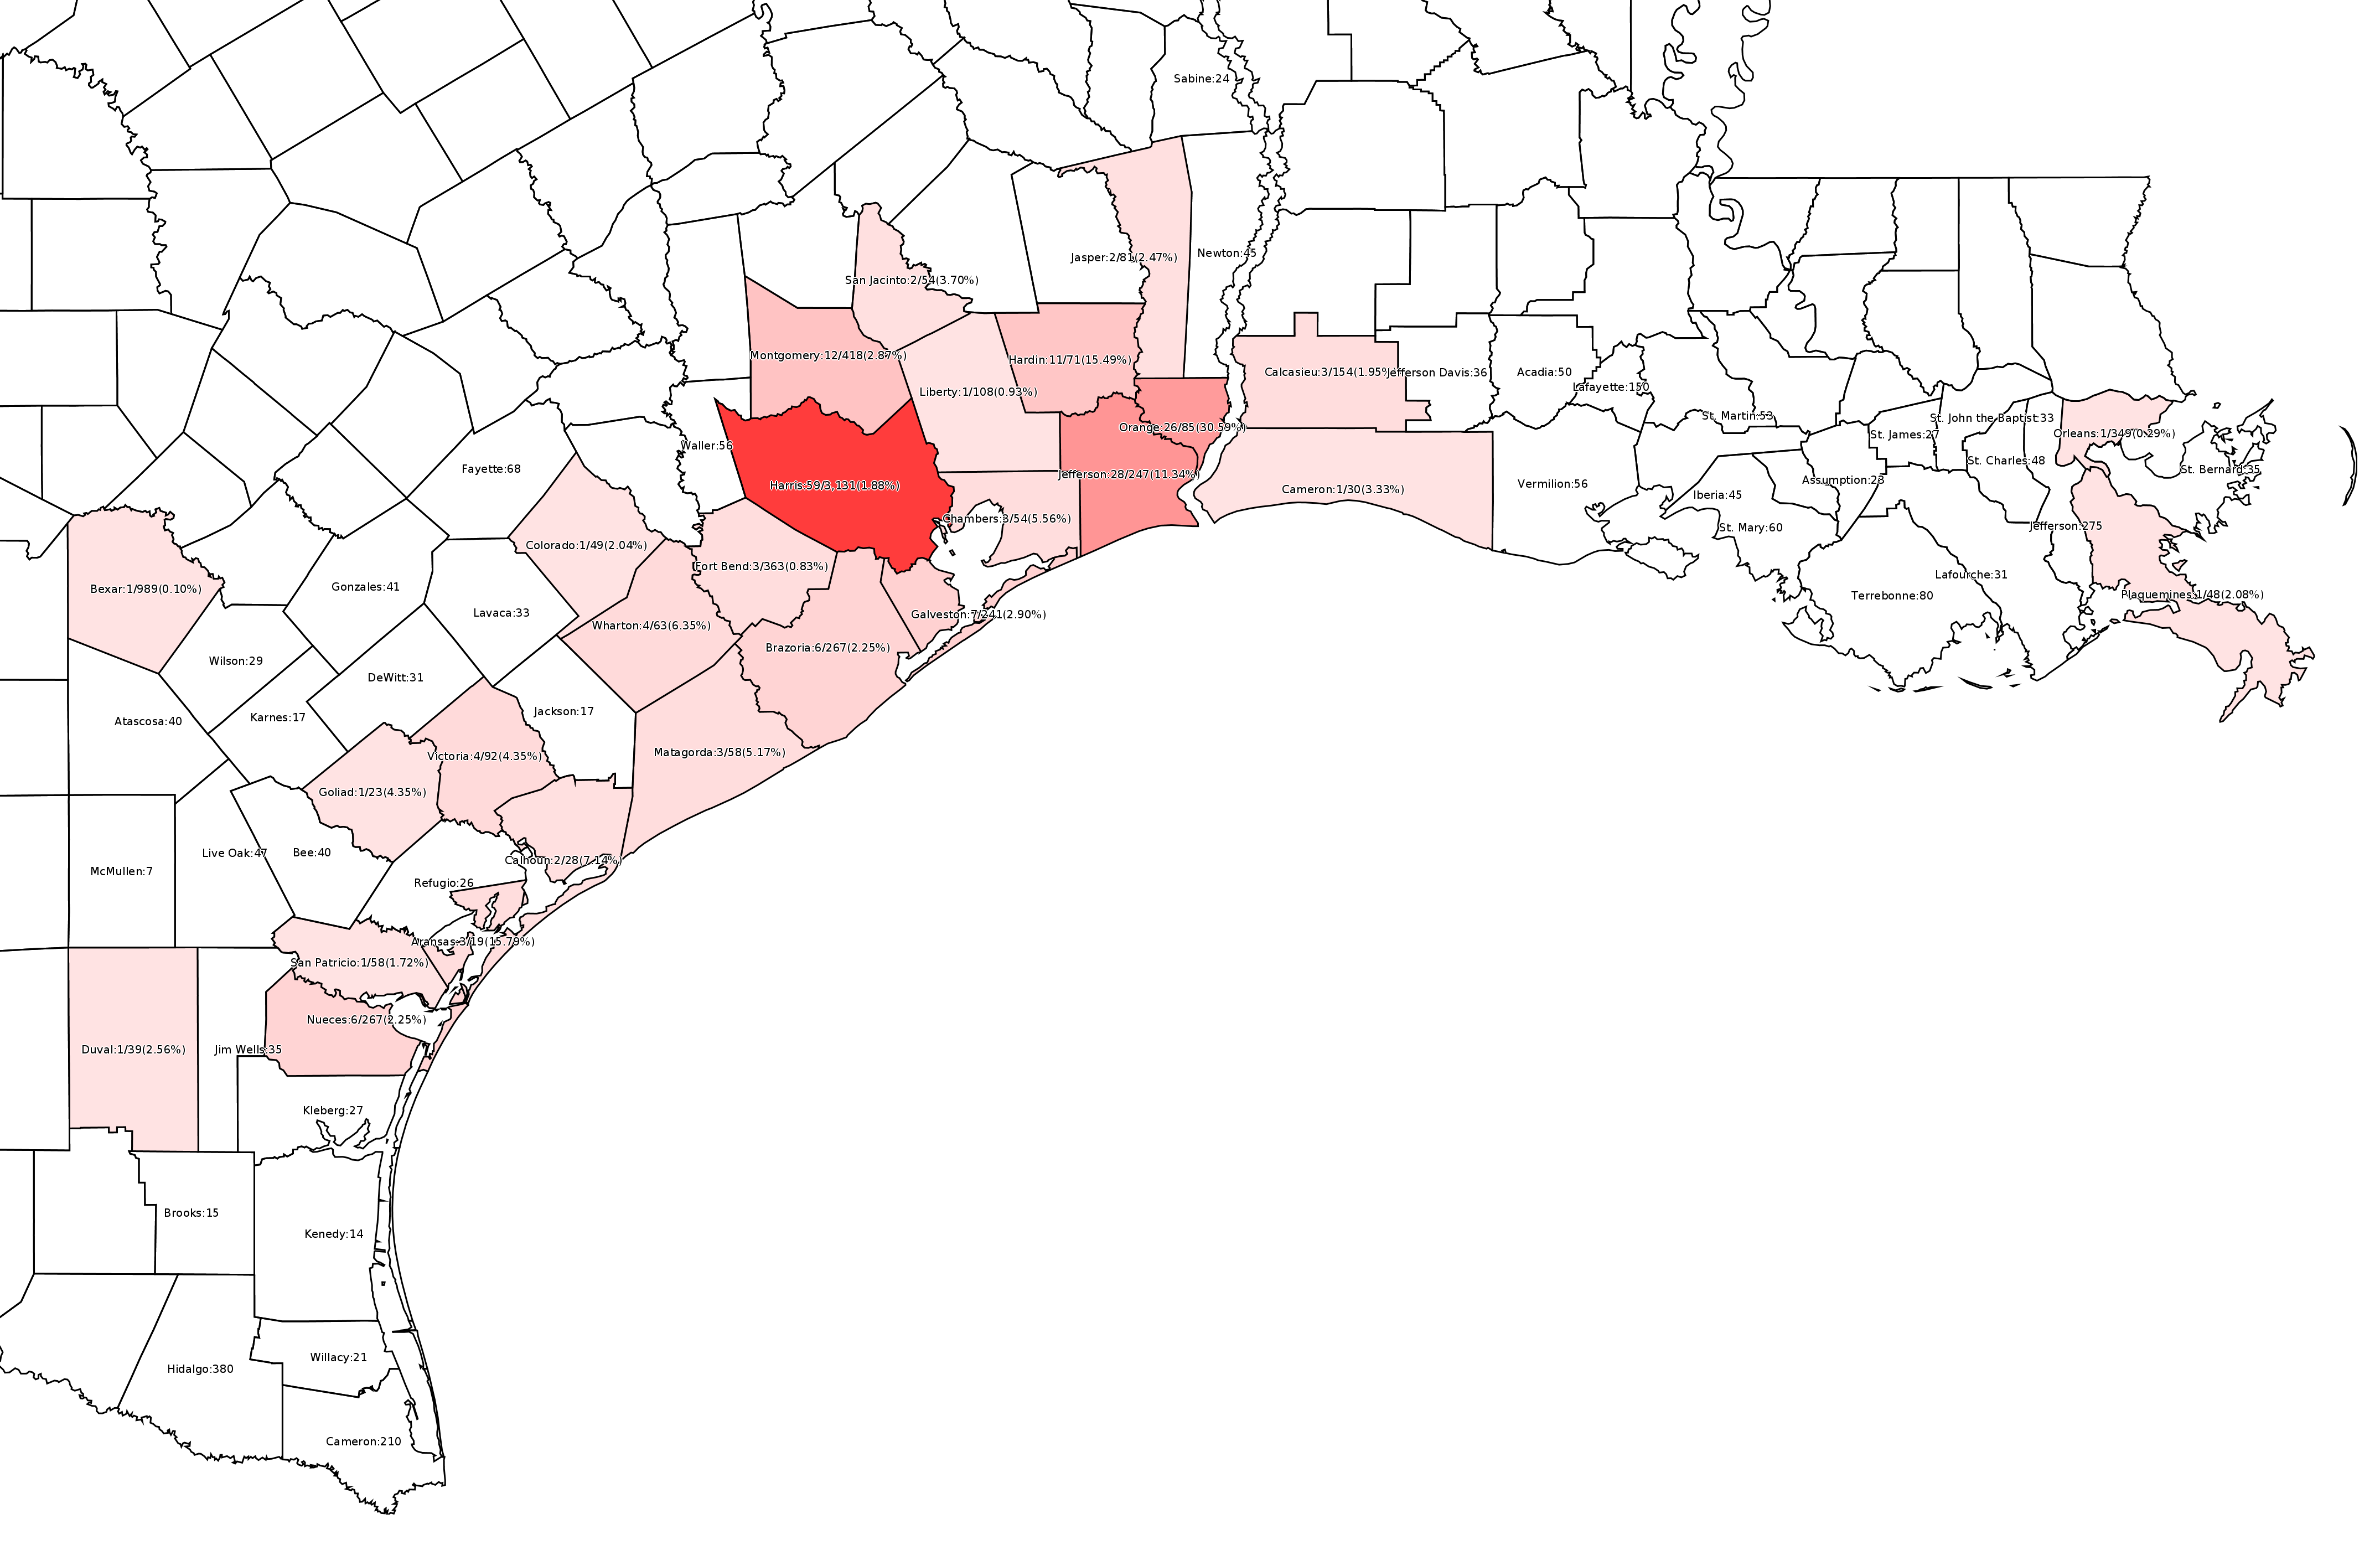 Sabine:24
Newton:45
Jasper:2/81(2.47%)
San Jacinto:2/54(3.70%)
Montgomery:12/418(2.87%)
Hardin:11/71(15.49%)
Liberty:1/108(0.93%)
Calcasieu:3/154(1.95%
Jefferson Davis:36
Acadia:50
Lafayette:150
St. Martin:53
St. John the Baptist:33
St. James:27
Orleans:1/349(0.29%)
Orange:26/85(30.59%)
Waller:56
Fayette:68
Harris:59/3,131(1.88%)
Jefferson:28/247(11.34%)
Cameron:1/30(3.33%)
Vermilion:56
Iberia:45
Assumption:23
St. Charles:48
St. Bernard:35
Chambers:3/54(5.56%)
St. Mary:60
Jefferson:275
Colorado:1/49(2.04%)
Fort Bend:3/363(0.83%)
Lafourche:31
Bexar:1/989(0.10%)
Gonzales:41
Lavaca:33
Terrebonne:80
Plaquemines:1/48(2.08%)
Galveston:7/241(2.90%)
Wharton:4/63(6.35%)
Brazoria:6/267(2.25%)
Wilson:29
DeWitt:31
Atascosa:40
Karnes:17
Jackson:17
Victoria:4/92(4.35%)
Matagorda:3/58(5.17%)
Goliad:1/23(4.35%)
Live Oak:47
Bee:40
Calhoun:2/28(7.14%)
McMullen:7
Refugio:26
Aransas:3/19(15.79%)
San Patricio:1/58(1.72%)
Nueces:6/267(2.25%)
Duval:1/39(2.56%)
Jim Wells:35
Kleberg:27
Brooks:15
Kenedy:14
Willacy:21
Hidalgo:380
Cameron:210